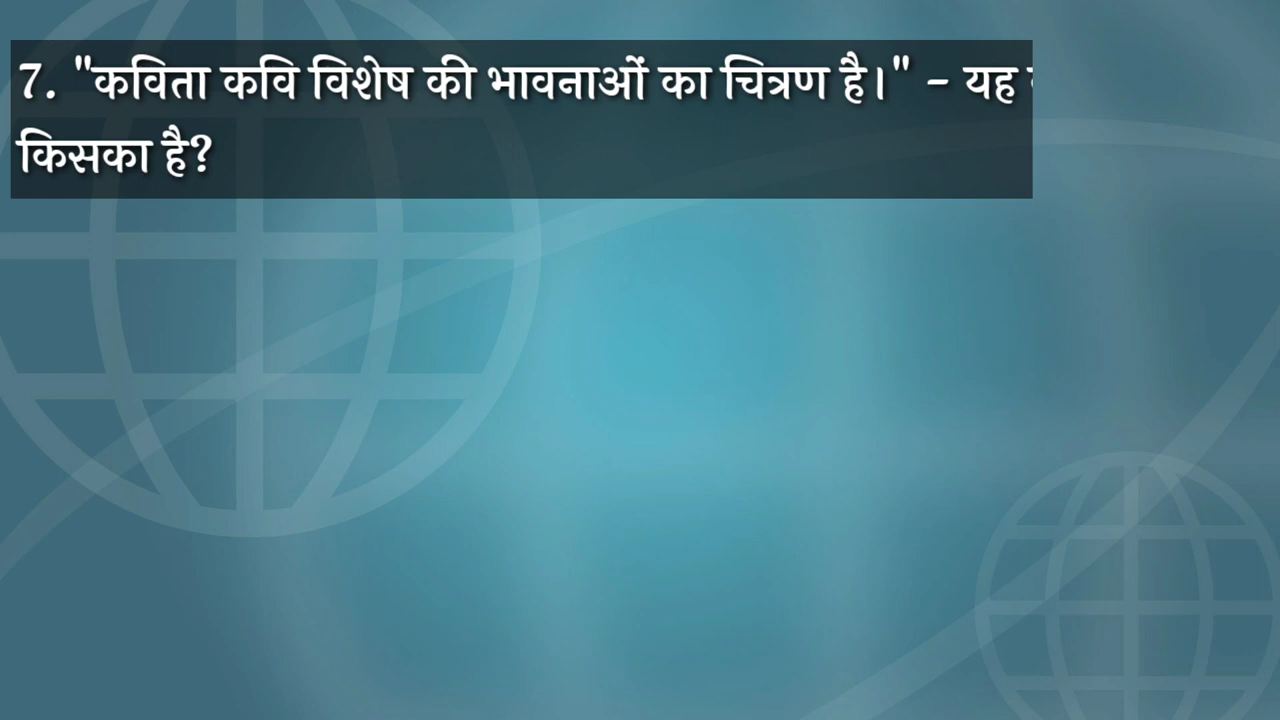 7. "कविता कवि विशेष की भावनाओं का चित्रण है।" - यह
किसका है?